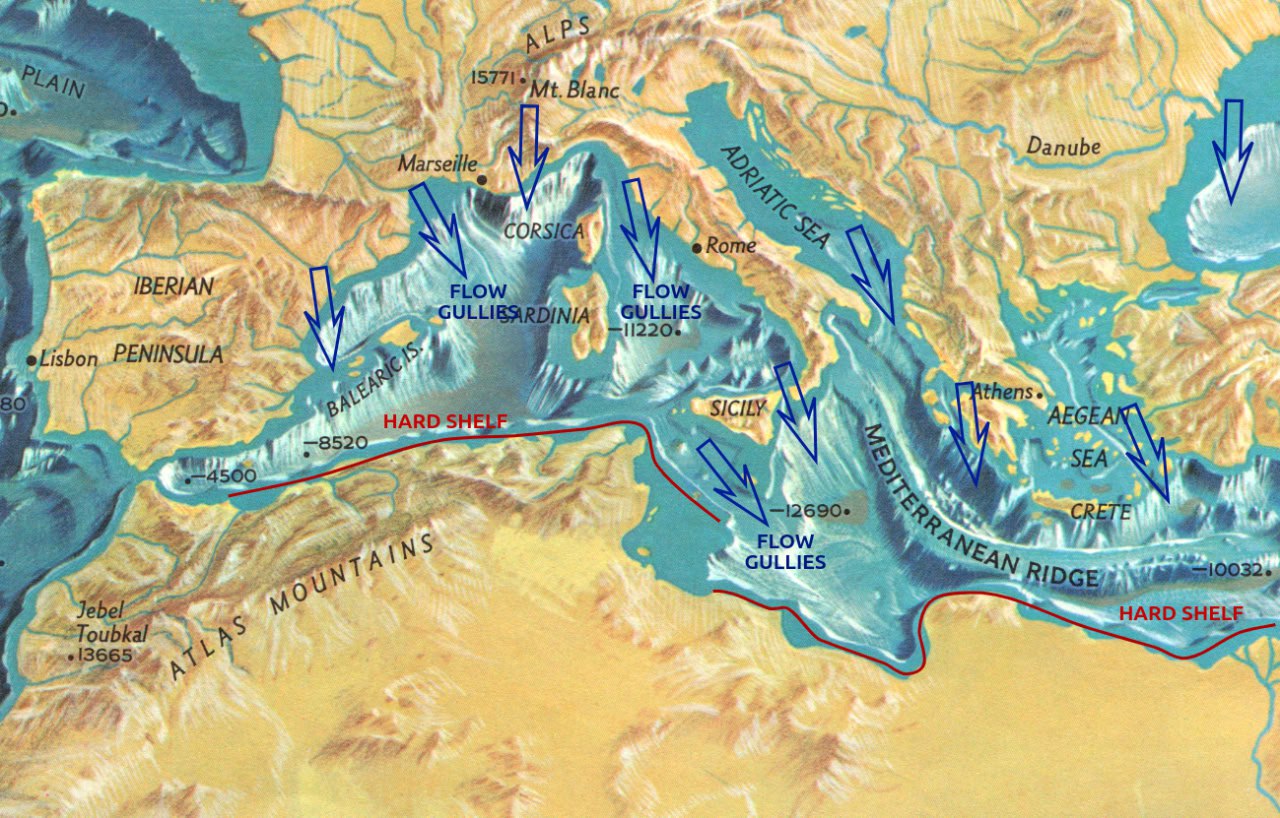 ALPS
PLAIN
15771
Mt. Blanc
Danube
Marseille
ADRIATIC SEA
CORSICA
Rome
IBERIAN
PENINSULA
FLOW
GULLIES
SARDINIA
FLOW
GULLIES
−11220
Lisbon
BALEARIC IS.
80
Athens
AEGEAN
SEA
SICILY
HARD SHELF
−8520
−4500
MEDITERRANEAN RIDGE
−12690
CRETE
FLOW
GULLIES
−10032
ATLAS MOUNTAINS
Jebel
Toubkal
13665
HARD SHELF